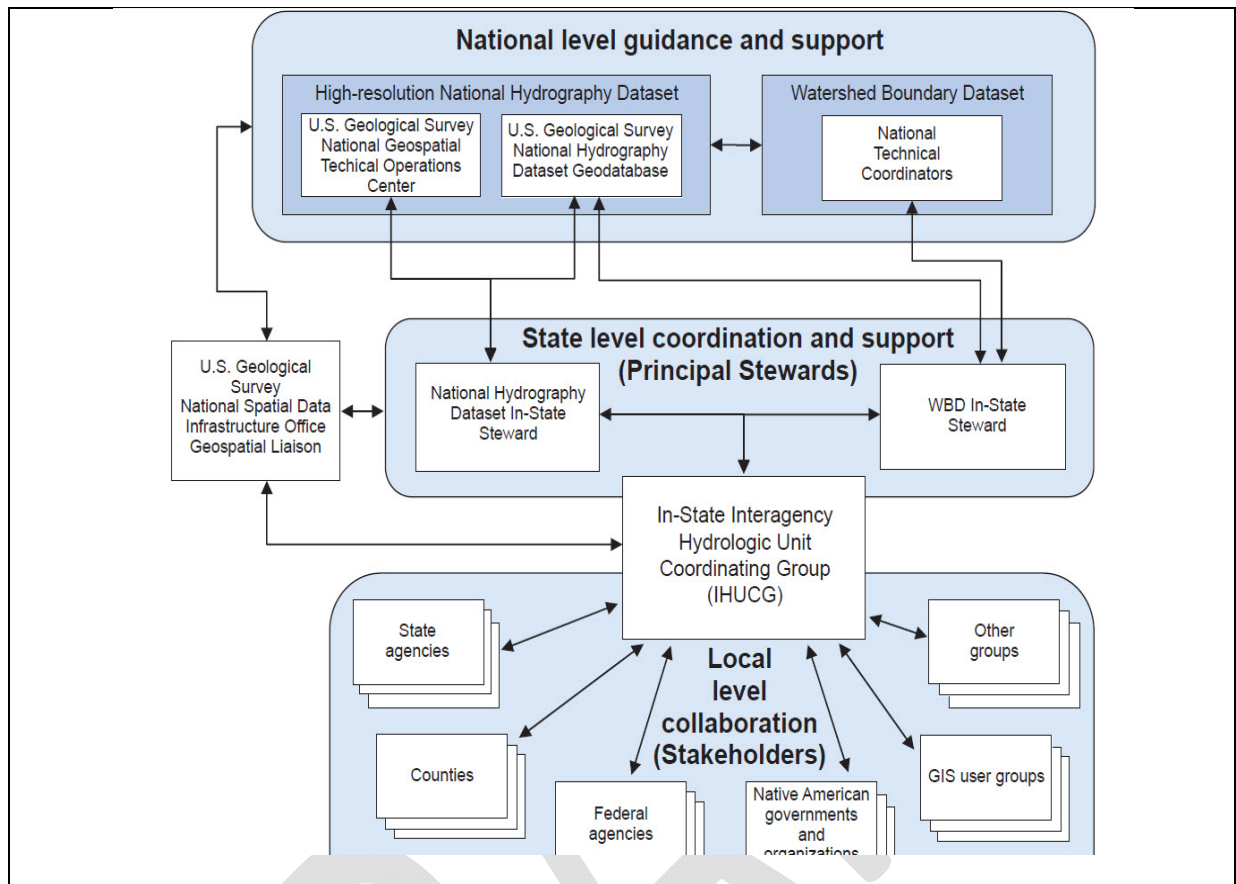 National level guidance and support
High-resolution National Hydrography Dataset
U.S. Geological Survey
National Geospatial
Techical Operations
Center
U.S. Geological Survey
National Hydrography
Dataset Geodatabase
Watershed Boundary Dataset
National
Technical
Coordinators
U.S. Geological
Survey
National Spatial Data
Infrastructure Office
Geospatial Liaison
State level coordination and support
(Principal Stewards)
National Hydrography
Dataset In-State
Steward
WBD In-State
Steward
In-State Interagency
Hydrologic Unit
Coordinating Group
(IHUCG)
State
agencies
Other
groups
Local
level
collaboration
(Stakeholders)
Counties
GIS user groups
Federal
agencies
Native American
governments
and
organizations